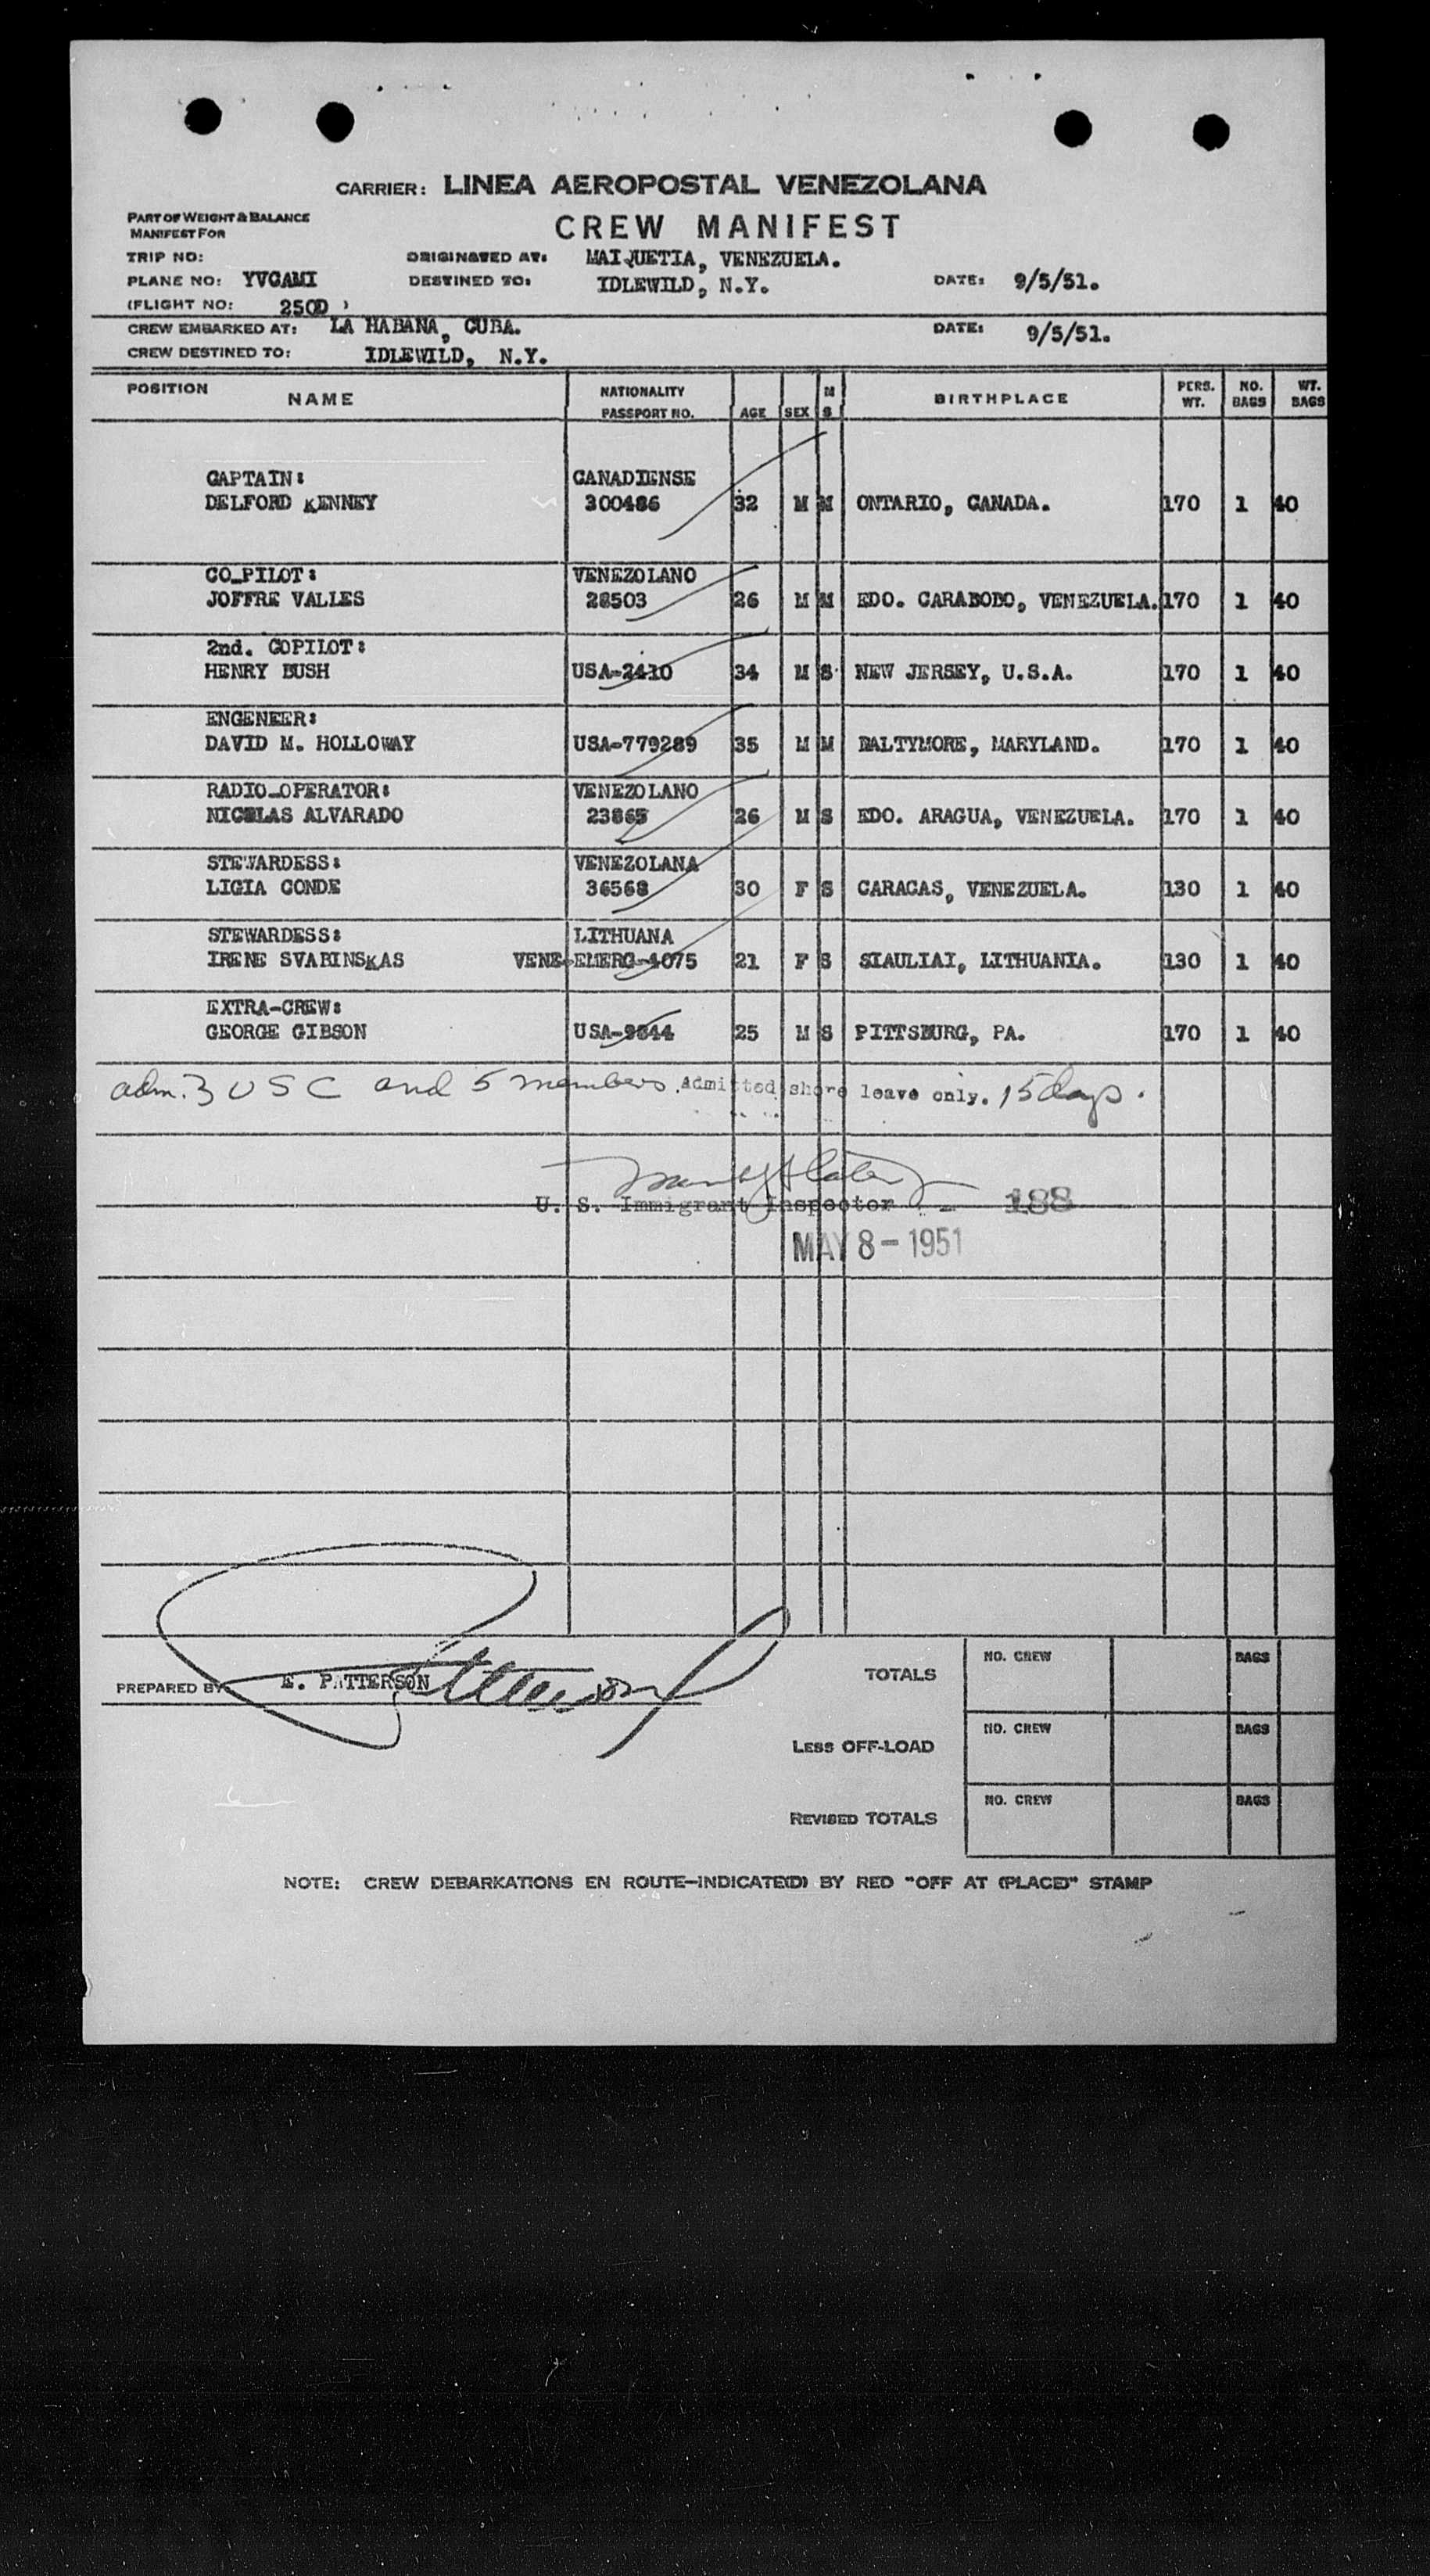 CARRIER: LINEA AEROPOSTAL VENEZOLANA
PART OF WEIGHT & BALANCE
MANIFEST FOR
CREW MANIFEST
TRIP NO: ORIGINATED AT: MAIQUETIA, VENEZUELA.
PLANE NO: YVCAMI DESTINED TO: IDLEWILD, N.Y. DATE: 9/5/51.
(FLIGHT NO: 250D )
CREW EMBARKED AT: LA HABANA, CUBA. DATE: 9/5/51.
CREW DESTINED TO: IDLEWILD, N.Y.
POSITION NAME NATIONALITY PASSPORT NO. AGE SEX M S BIRTHPLACE PERS. WT. NO. BAGS WT. BAGS
CAPTAIN: CANADIENSE
DELFORD KENNEY 300486 32 M M ONTARIO, CANADA. 170 1 40
CO_PILOT: VENEZOLANO
JOFFRE VALLES 28503 26 M M EDO. CARABOBO, VENEZUELA. 170 1 40
2nd. COPILOT:
HENRY BUSH USA-2410 34 M S NEW JERSEY, U.S.A. 170 1 40
ENGENEER:
DAVID M. HOLLOWAY USA-779289 35 M M BALTYMORE, MARYLAND. 170 1 40
RADIO_OPERATOR: VENEZOLANO
NICOLAS ALVARADO 23865 26 M S EDO. ARAGUA, VENEZUELA. 170 1 40
STEWARDESS: VENEZOLANA
LIGIA CONDE 36568 30 F S CARACAS, VENEZUELA. 130 1 40
STEWARDESS: LITHUANA
IRENE SVABINSKAS VENE-EMERG-4075 21 F S SIAULIAI, LITHUANIA. 130 1 40
EXTRA-CREW:
GEORGE GIBSON USA-9844 25 M S PITTSBURG, PA. 170 1 40
adm. 3 USC and 5 members Admitted shore leave only. 15 days.
U. S. Immigrant Inspector 188
MAY 8 - 1951
PREPARED BY E. PATTERSON
TOTALS NO. CREW BAGS
LESS OFF-LOAD NO. CREW BAGS
REVISED TOTALS NO. CREW BAGS
NOTE: CREW DEBARKATIONS EN ROUTE-INDICATE(D) BY RED "OFF AT (PLACE)" STAMP